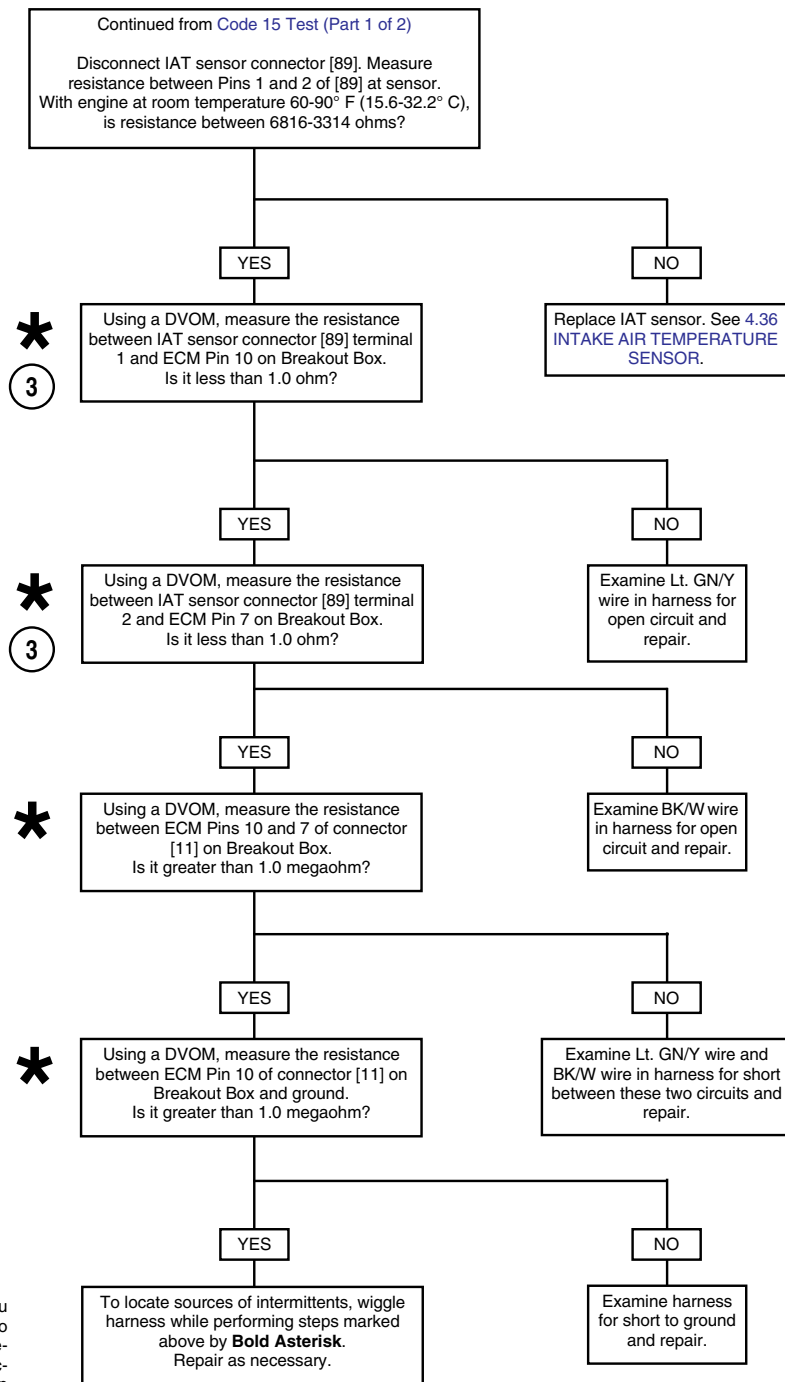 Continued from Code 15 Test (Part 1 of 2)
Disconnect IAT sensor connector [89]. Measure
resistance between Pins 1 and 2 of [89] at sensor.
With engine at room temperature 60-90° F (15.6-32.2° C),
is resistance between 6816-3314 ohms?
YES
NO
*
3
Using a DVOM, measure the resistance
between IAT sensor connector [89] terminal
1 and ECM Pin 10 on Breakout Box.
Is it less than 1.0 ohm?
Replace IAT sensor. See 4.36
INTAKE AIR TEMPERATURE
SENSOR.
YES
NO
*
3
Using a DVOM, measure the resistance
between IAT sensor connector [89] terminal
2 and ECM Pin 7 on Breakout Box.
Is it less than 1.0 ohm?
Examine Lt. GN/Y
wire in harness for
open circuit and
repair.
YES
NO
*
Using a DVOM, measure the resistance
between ECM Pins 10 and 7 of connector
[11] on Breakout Box.
Is it greater than 1.0 megaohm?
Examine BK/W wire
in harness for open
circuit and repair.
YES
NO
*
Using a DVOM, measure the resistance
between ECM Pin 10 of connector [11] on
Breakout Box and ground.
Is it greater than 1.0 megaohm?
Examine Lt. GN/Y wire and
BK/W wire in harness for short
between these two circuits and
repair.
YES
NO
To locate sources of intermittents, wiggle
harness while performing steps marked
above by Bold Asterisk.
Repair as necessary.
Examine harness
for short to ground
and repair.